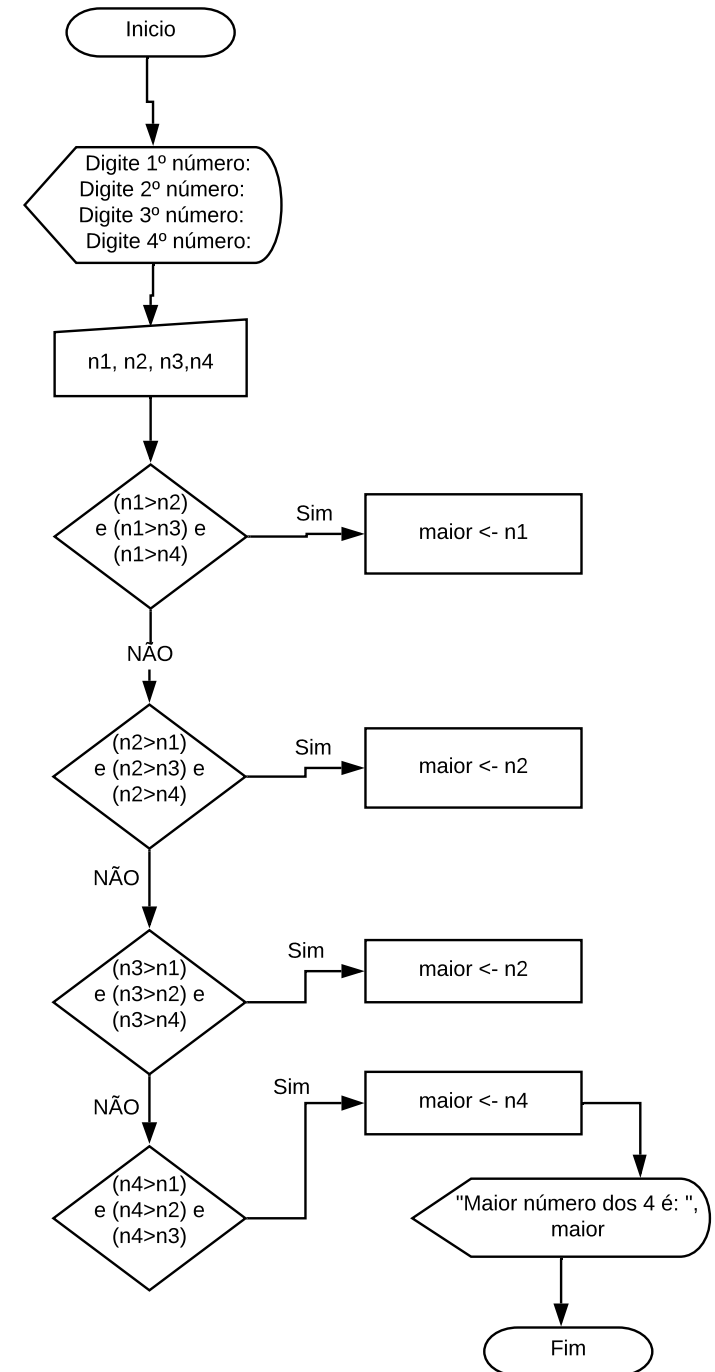 Inicio
Digite 1º número:
Digite 2º número:
Digite 3º número:
Digite 4º número:
n1, n2, n3,n4
(n1>n2)
e (n1>n3) e
(n1>n4)
Sim
maior <- n1
NÃO
(n2>n1)
e (n2>n3) e
(n2>n4)
Sim
maior <- n2
NÃO
(n3>n1)
e (n3>n2) e
(n3>n4)
Sim
maior <- n2
NÃO
(n4>n1)
e (n4>n2) e
(n4>n3)
Sim
maior <- n4
"Maior número dos 4 é: ",
maior
Fim